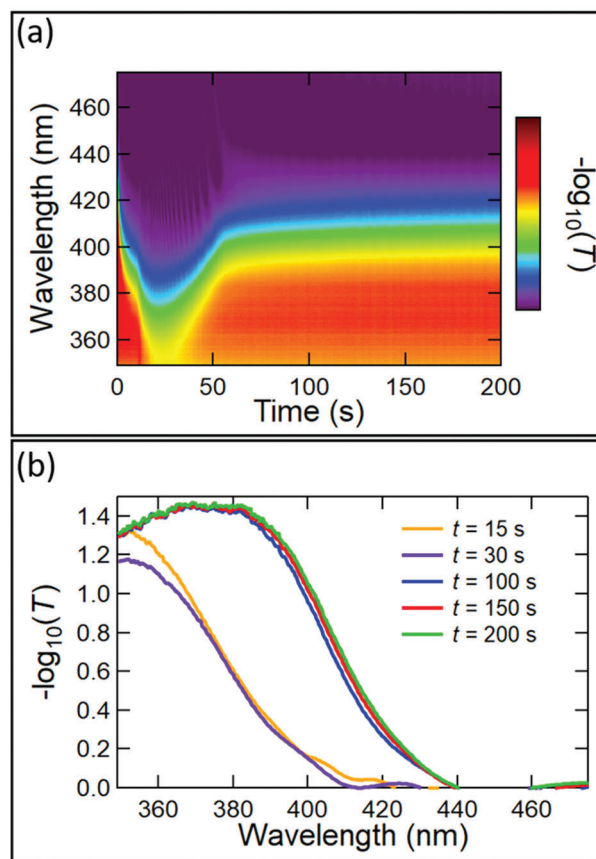 (a)
Wavelength (nm)
460
440
420
400
380
360
0
50
100
150
200
Time (s)
-log10(T)
(b)
-log10(T)
1.4
1.2
1.0
0.8
0.6
0.4
0.2
0.0
t = 15 s
t = 30 s
t = 100 s
t = 150 s
t = 200 s
360
380
400
420
440
460
Wavelength (nm)